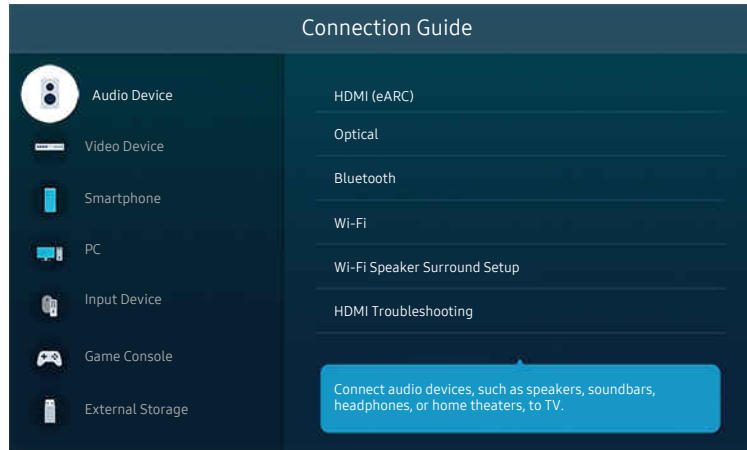 Connection Guide
Audio Device
Video Device
Smartphone
PC
Input Device
Game Console
External Storage
HDMI (eARC)
Optical
Bluetooth
Wi-Fi
Wi-Fi Speaker Surround Setup
HDMI Troubleshooting
Connect audio devices, such as speakers, soundbars,
headphones, or home theaters, to TV.